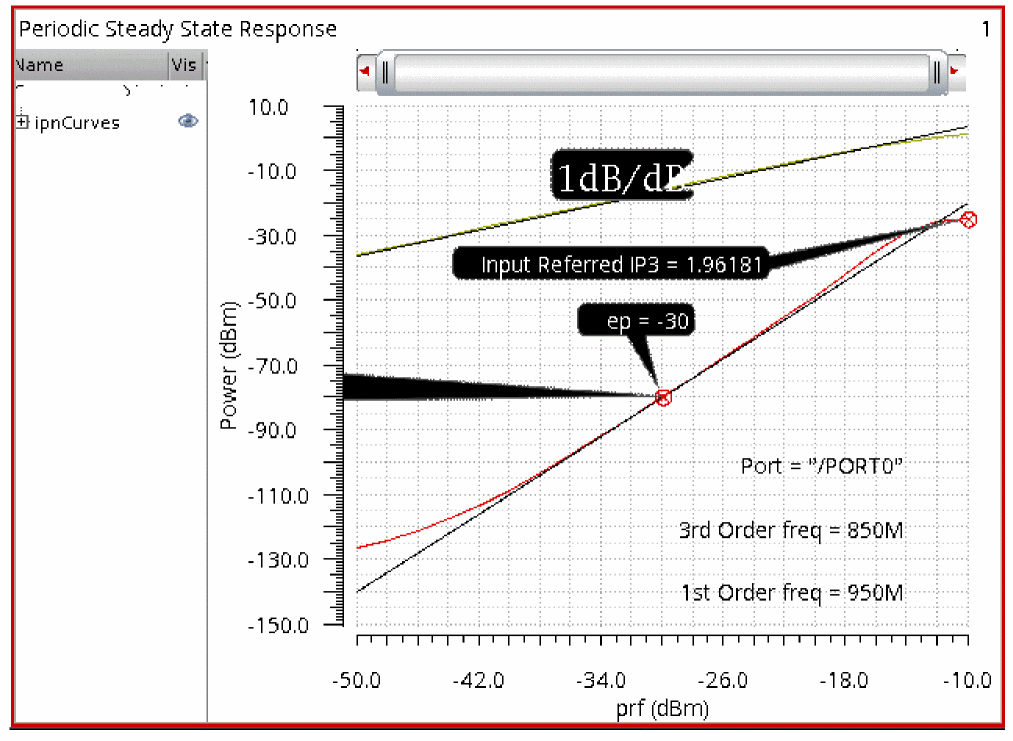 Periodic Steady State Response
1
Name
Vis
ipnCurves
10.0
-10.0
-30.0
-50.0
-70.0
-90.0
-110.0
-130.0
-150.0
Power (dBm)
1dB/dB
Input Referred IP3 = 1.96181
ep = -30
Port = "/PORT0"
3rd Order freq = 850M
1st Order freq = 950M
-50.0 -42.0 -34.0 -26.0 -18.0 -10.0
prf (dBm)